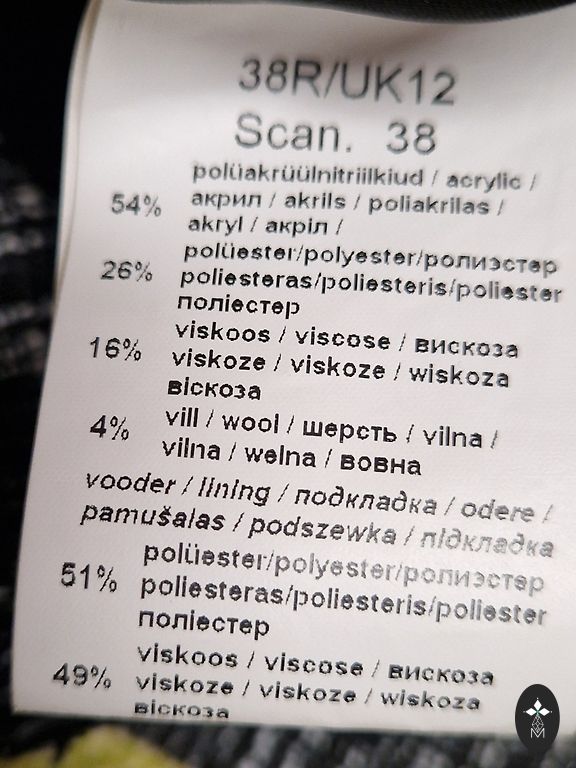 38R/UK12
Scan. 38
polüakrüülnitriilkiud / acrylic /
54% акрил / akrils / poliakrilas /
akryl / акріл /
polüester/polyester/полиэстер
26% poliesteras/poliesteris/poliester
поліестер
viskoos / viscose / вискоза
16% viskoze / viskoze / wiskoza
віскоза
4% vill / wool / шерсть / vilna /
vilna / welna / вовна
vooder / lining / подкладка / odere /
pamušalas / podszewka / підкладка
polüester/polyester/полиэстер
51% poliesteras/poliesteris/poliester
поліестер
viskoos / viscose / вискоза
49% viskoze / viskoze / wiskoza
віскоза
M